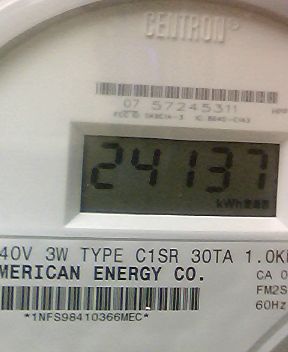 CENTRON
07 57245311
24137
kWh
40V 3W TYPE C1SR 30TA 1.0K
MERICAN ENERGY CO.
CA 0
FM2S
60Hz
*1NFS98410366MEC*